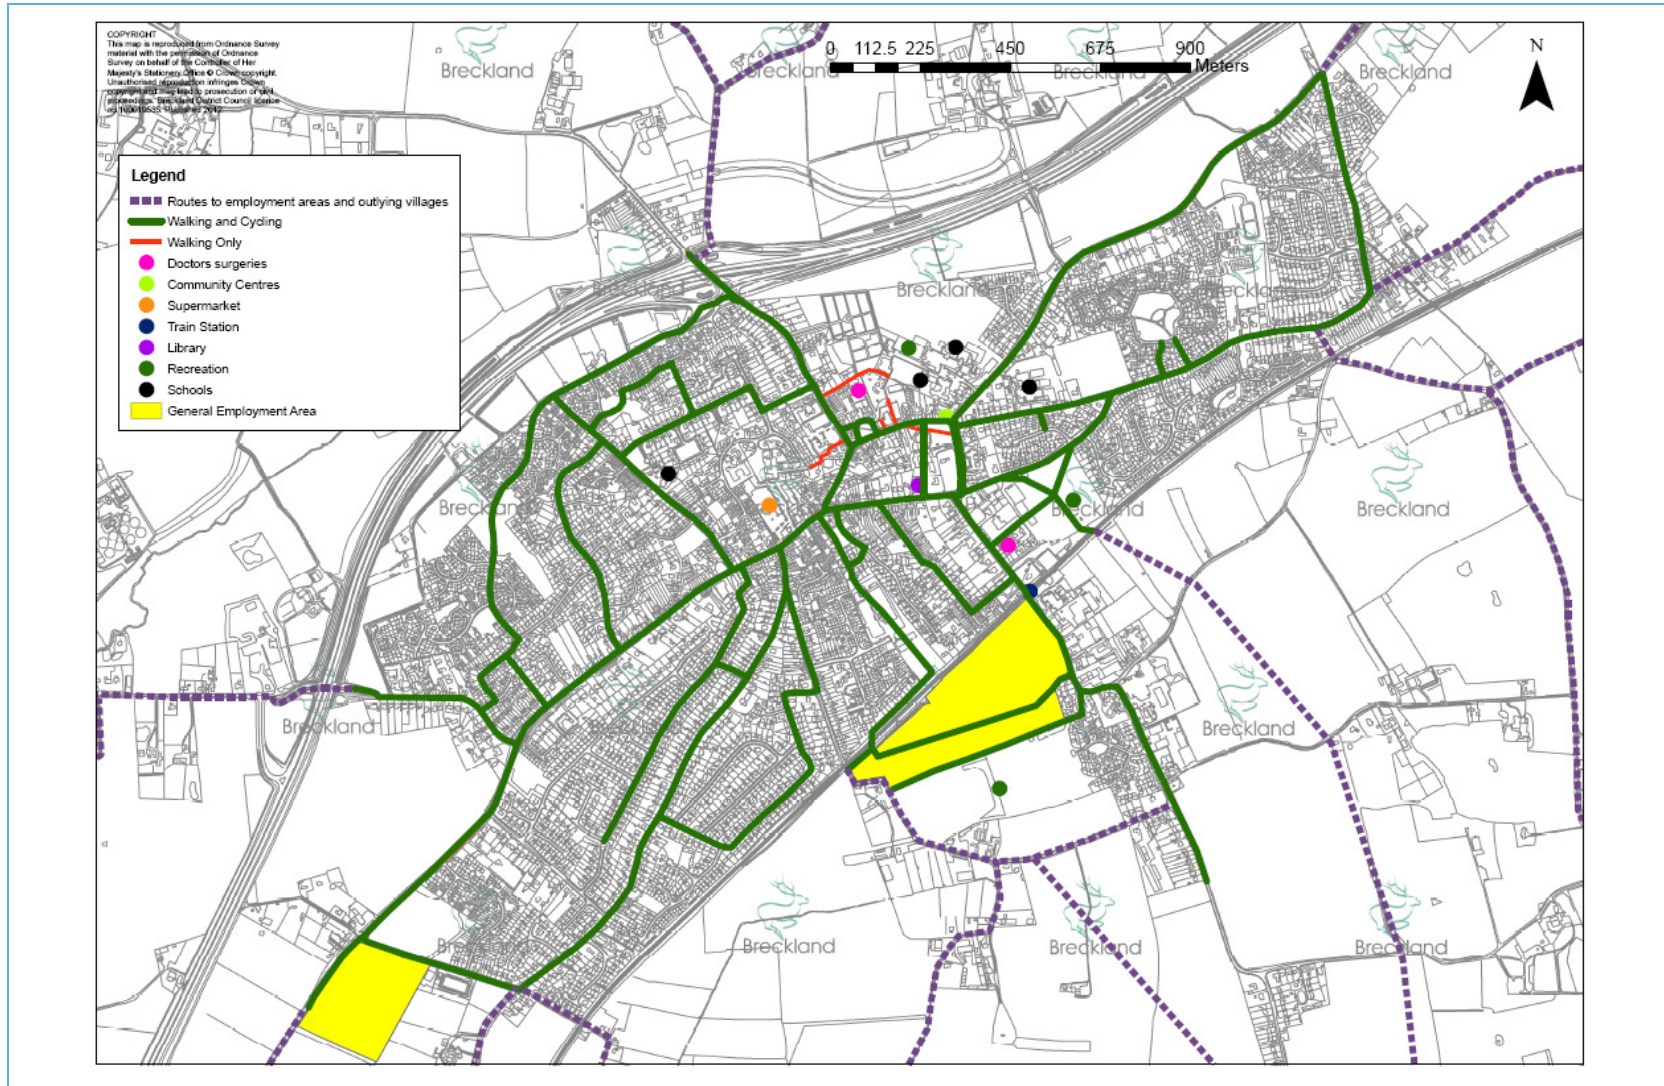 COPYRIGHT
This map is reproduced from Ordnance Survey
material with the permission of Ordnance
Survey on behalf of the Controller of Her
Majesty's Stationery Office © Crown copyright.
Unauthorised reproduction infringes Crown
copyright and may lead to prosecution or civil
proceedings. Breckland District Council licence
Published
Breckland
Breckland
Breckland
Breckland
0 112.5 225 450 675 900
Meters
N
Legend
Routes to employment areas and outlying villages
Walking and Cycling
Walking Only
Doctors surgeries
Community Centres
Supermarket
Train Station
Library
Recreation
Schools
General Employment Area
Breckland
Breckland
Breckland
Breckland
Breckland
Breckland
Breckland
Breckland
Breckland
Breckland
Breckland
Breckland
Breckland